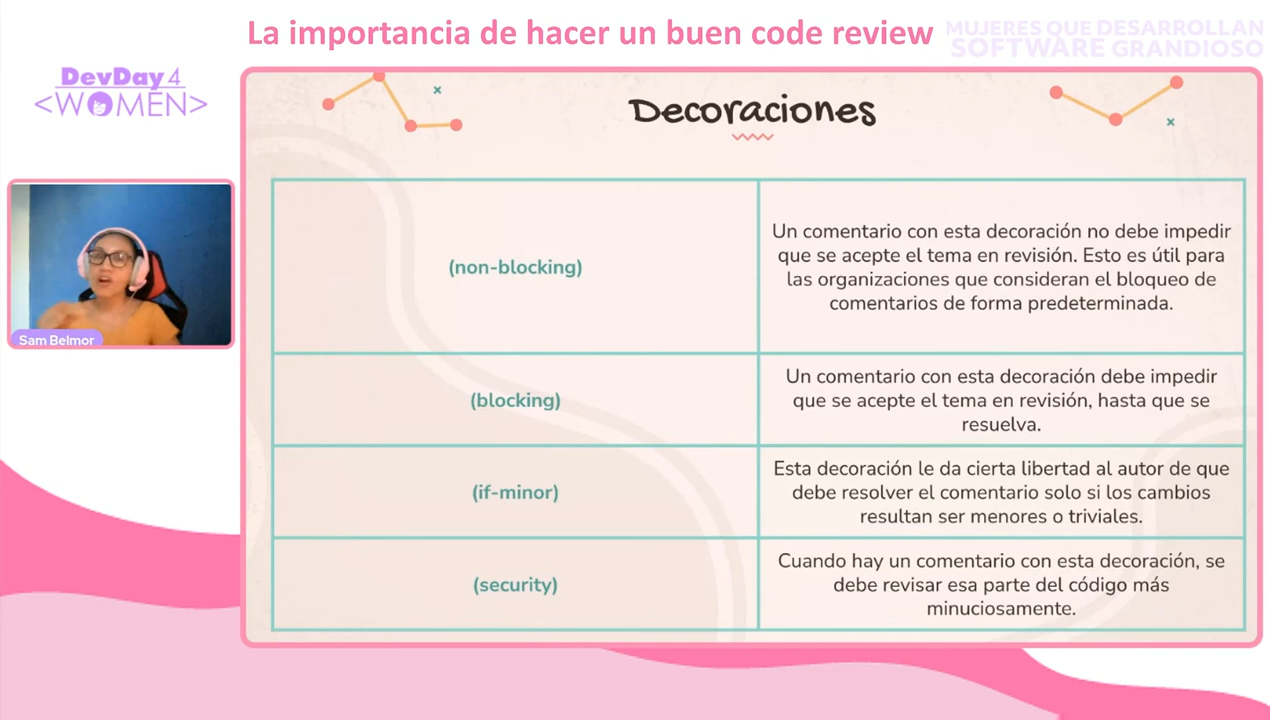 La importancia de hacer un buen code review
MUJERES QUE DESARROLLAN
SOFTWARE GRANDIOSO
DevDay 4
<WOMEN>
Sam Belmor
Decoraciones
(non-blocking)
Un comentario con esta decoración no debe impedir
que se acepte el tema en revisión. Esto es útil para
las organizaciones que consideran el bloqueo de
comentarios de forma predeterminada.
(blocking)
Un comentario con esta decoración debe impedir
que se acepte el tema en revisión, hasta que se
resuelva.
(if-minor)
Esta decoración le da cierta libertad al autor de que
debe resolver el comentario solo si los cambios
resultan ser menores o triviales.
(security)
Cuando hay un comentario con esta decoración, se
debe revisar esa parte del código más
minuciosamente.